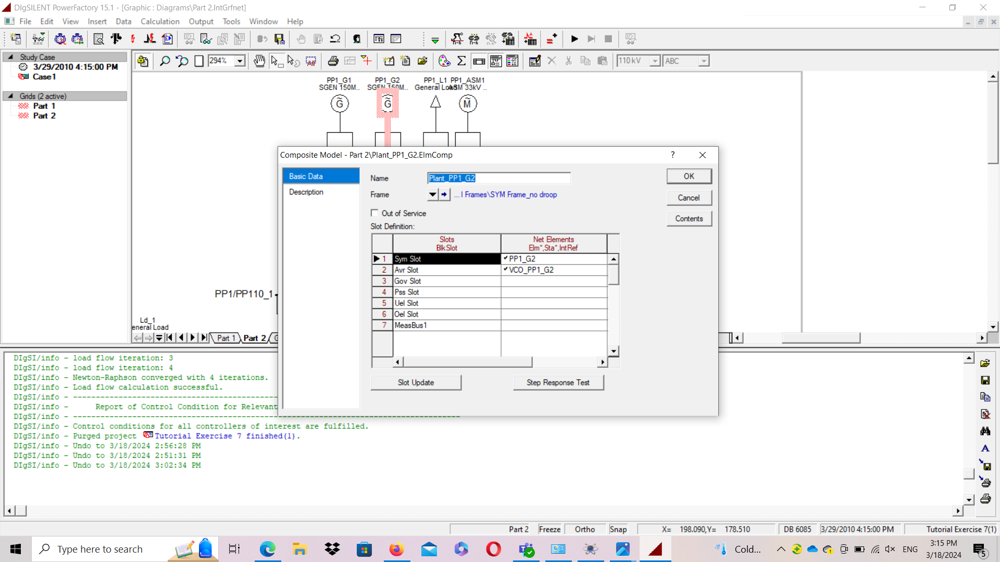 DIgSILENT PowerFactory 15.1 - [Graphic : Diagrams\Part 2.IntGrfnet]
File Edit View Insert Data Calculation Output Tools Window Help
294%
110 kV
ABC
Study Case
3/29/2010 4:15:00 PM
Case1
Grids (2 active)
Part 1
Part 2
PP1_G1
SGEN 150M..
PP1_G2
SGEN 150M..
PP1_L1
General Load
PP1_ASM1
ASM 33kV ..
G
G
M
PP1/PP110_1
Ld_1
eneral Load
Part 1
Part 2
Composite Model - Part 2\Plant_PP1_G2.ElmComp
?
Basic Data
Description
Name
Plant_PP1_G2
Frame
... l Frames\SYM Frame_no droop
Out of Service
Slot Definition:
OK
Cancel
Contents
Slots
BlkSlot
Net Elements
Elm*,Sta*,IntRef
1 Sym Slot PP1_G2
2 Avr Slot VCO_PP1_G2
3 Gov Slot
4 Pss Slot
5 Uel Slot
6 Oel Slot
7 MeasBus1
Slot Update
Step Response Test
DIgSI/info - load flow iteration: 3
DIgSI/info - load flow iteration: 4
DIgSI/info - Newton-Raphson converged with 4 iterations.
DIgSI/info - Load flow calculation successful.
DIgSI/info - ------------------------------------------
DIgSI/info - Report of Control Condition for Relevant
DIgSI/info - ------------------------------------------
DIgSI/info - Control conditions for all controllers of interest are fulfilled.
DIgSI/info - Purged project Tutorial Exercise 7 finished(1).
DIgSI/info - Undo to 3/18/2024 2:56:28 PM
DIgSI/info - Undo to 3/18/2024 2:51:31 PM
DIgSI/info - Undo to 3/18/2024 3:02:34 PM
Part 2 Freeze Ortho Snap X= 198.090,Y= 178.510 DB 6085 3/29/2010 4:15:00 PM Tutorial Exercise 7(1)
Type here to search
Cold...
ENG
3:15 PM
3/18/2024
5